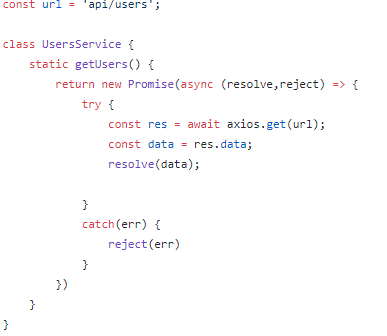 const url = 'api/users';
class UsersService {
static getUsers() {
return new Promise(async (resolve,reject) => {
try {
const res = await axios.get(url);
const data = res.data;
resolve(data);
}
catch(err) {
reject(err)
}
})
}
}